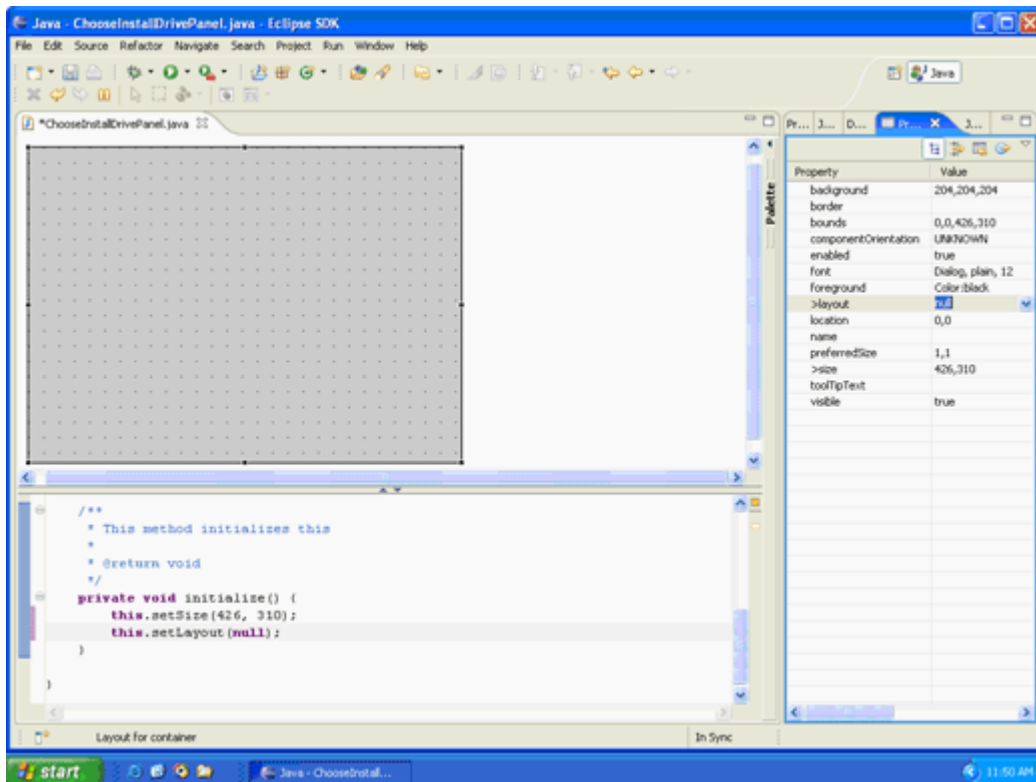 Java - ChooseInstallDrivePanel.java - Eclipse SDK
File Edit Source Refactor Navigate Search Project Run Window Help
Java
*ChooseInstallDrivePanel.java
Pr... J... D... Pr... J...
Palette
Property Value
background 204,204,204
border
bounds 0,0,426,310
componentOrientation UNKNOWN
enabled true
font Dialog, plain, 12
foreground Color:black
>layout null
location 0,0
name
preferredSize 1,1
>size 426,310
toolTipText
visible true
/**
* This method initializes this
*
* @return void
*/
private void initialize() {
this.setSize(426, 310);
this.setLayout(null);
}
}
Layout for container In Sync
start Java - ChooseInstall... 11:50 AM